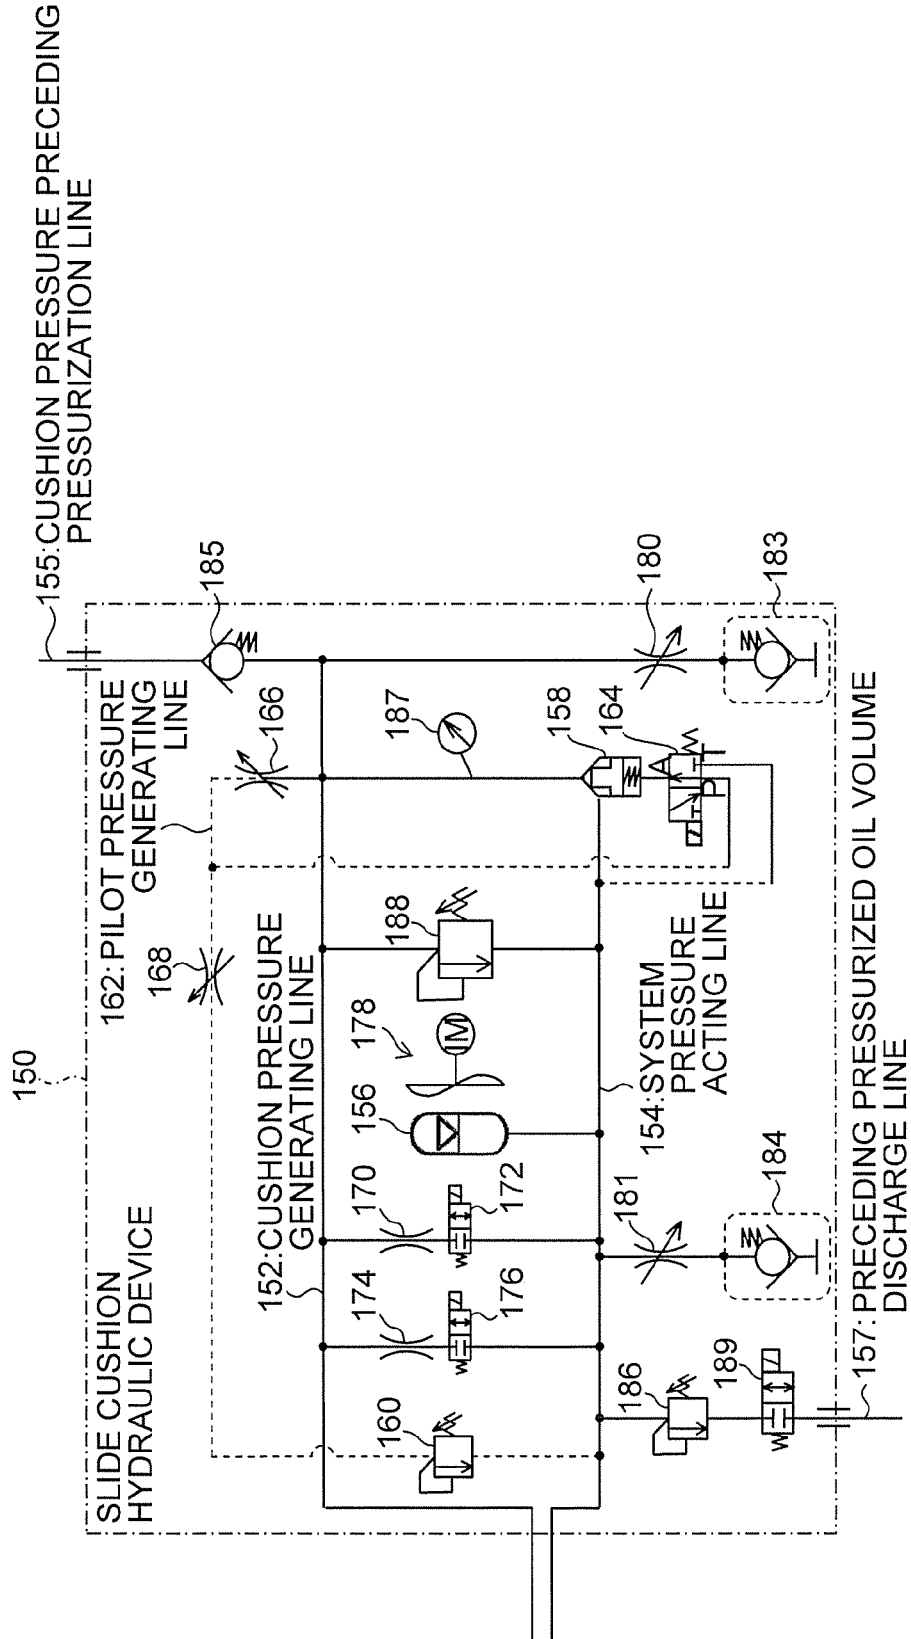 155:CUSHION PRESSURE PRECEDING
PRESSURIZATION LINE
150
SLIDE CUSHION
HYDRAULIC DEVICE
162:PILOT PRESSURE
GENERATING
LINE
168
166
185
152:CUSHION PRESSURE
GENERATING LINE
160
174
170
176
172
156
178
IM
188
187
158
164
A
P
T
180
183
154:SYSTEM
PRESSURE
ACTING LINE
186
189
181
184
157:PRECEDING PRESSURIZED OIL VOLUME
DISCHARGE LINE